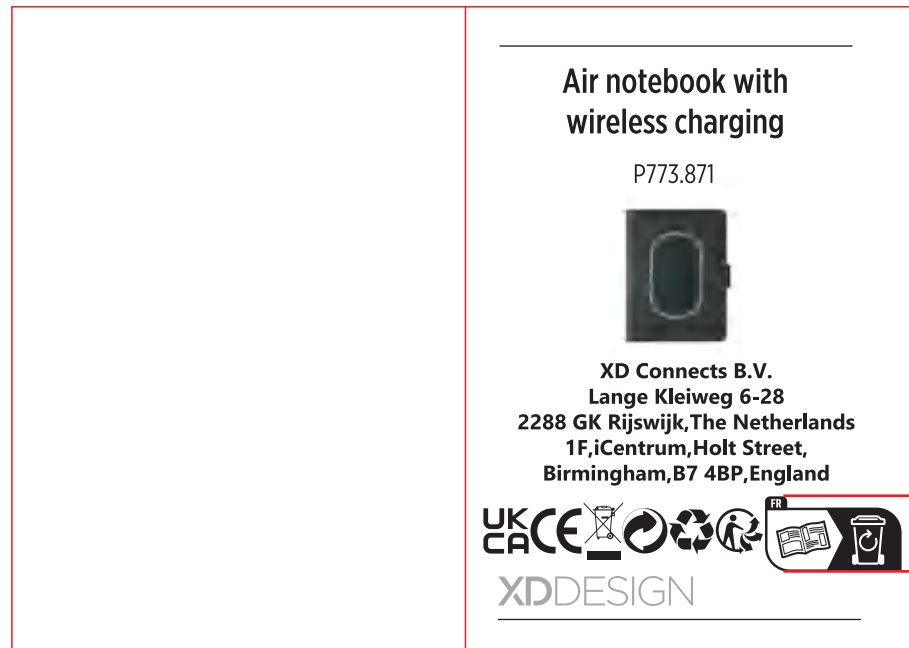 Air notebook with
wireless charging
P773.871
XD Connects B.V.
Lange Kleiweg 6-28
2288 GK Rijswijk,The Netherlands
1F,iCentrum,Holt Street,
Birmingham,B7 4BP,England
UK
CA CE FR
XDDESIGN